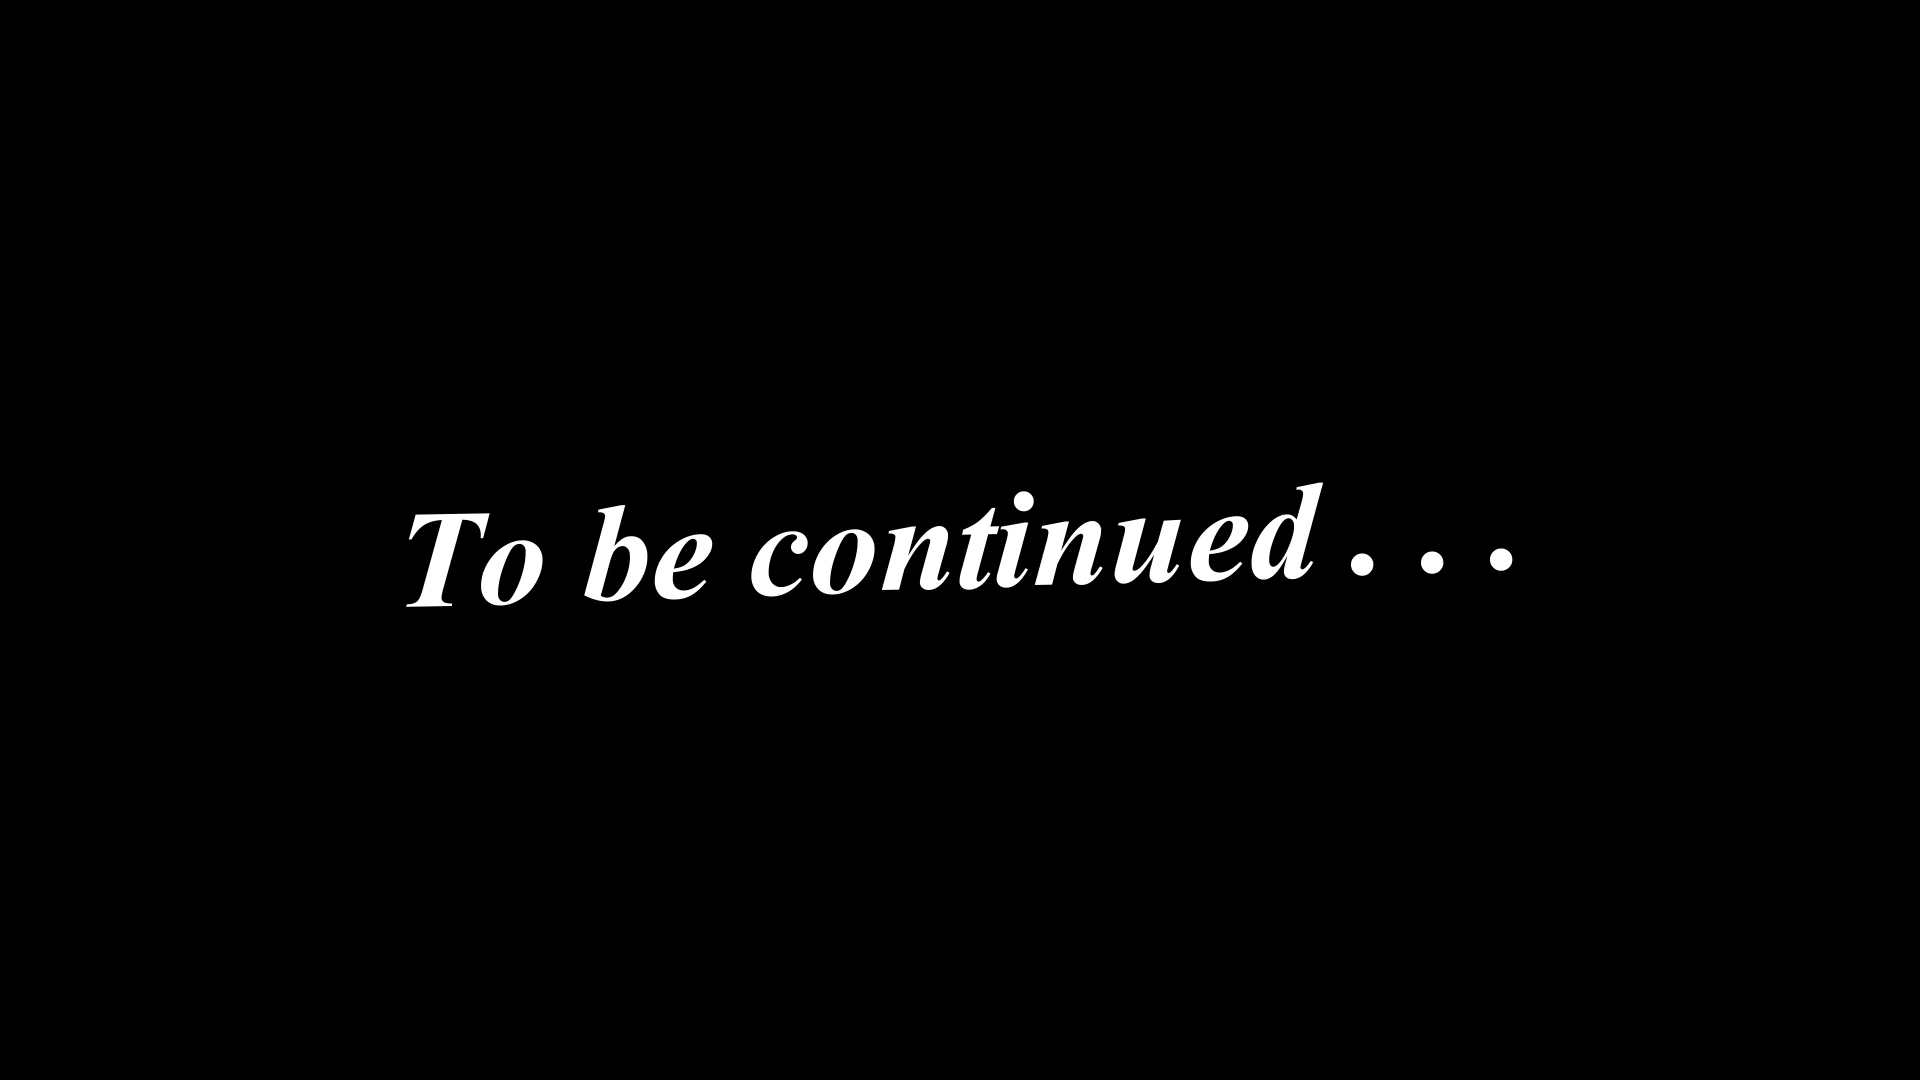 To be continued . . .